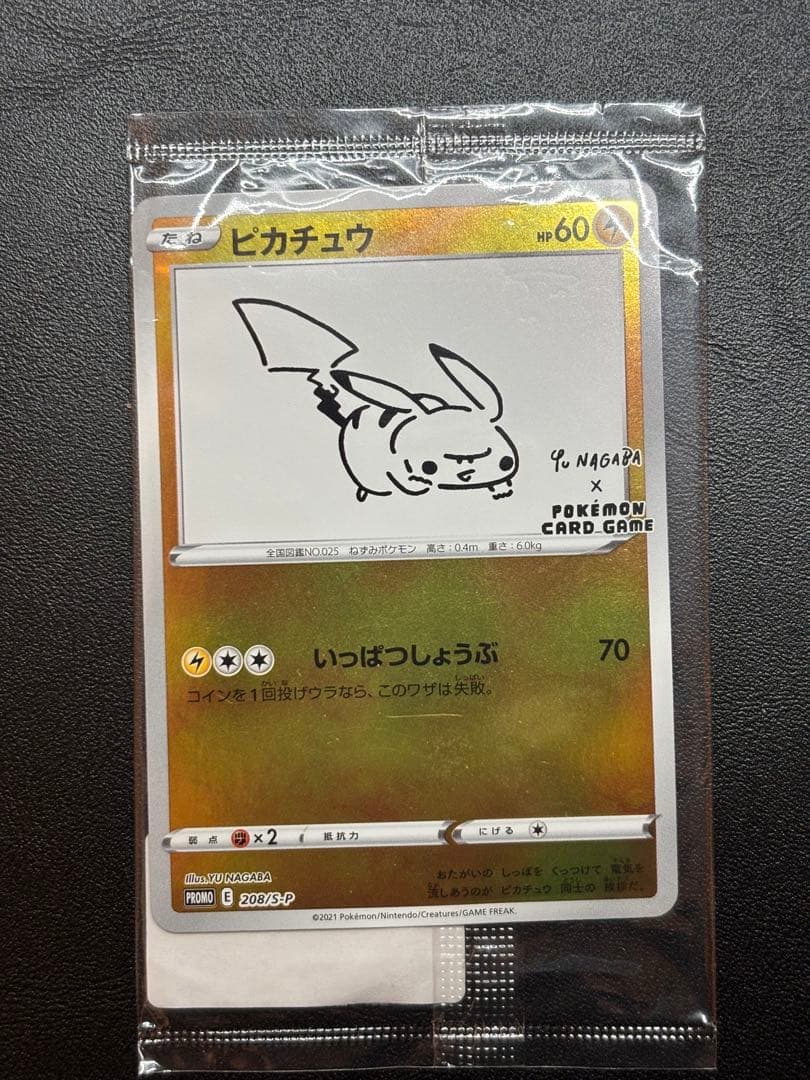 たね ピカチュウ HP60
YU NAGABA
×
POKÉMON
CARD GAME
全国図鑑NO.025 ねずみポケモン 高さ:0.4m 重さ:6.0kg
いっぱつしょうぶ 70
コインを1回投げウラなら、このワザは失敗。
弱点 ×2 抵抗力 にげる
Illus.YU NAGABA
おたがいの しっぽを くっつけて 電気を
流しあうのが ピカチュウ 同士の 挨拶だ。
PROMO E 208/S-P
©2021 Pokémon/Nintendo/Creatures/GAME FREAK.